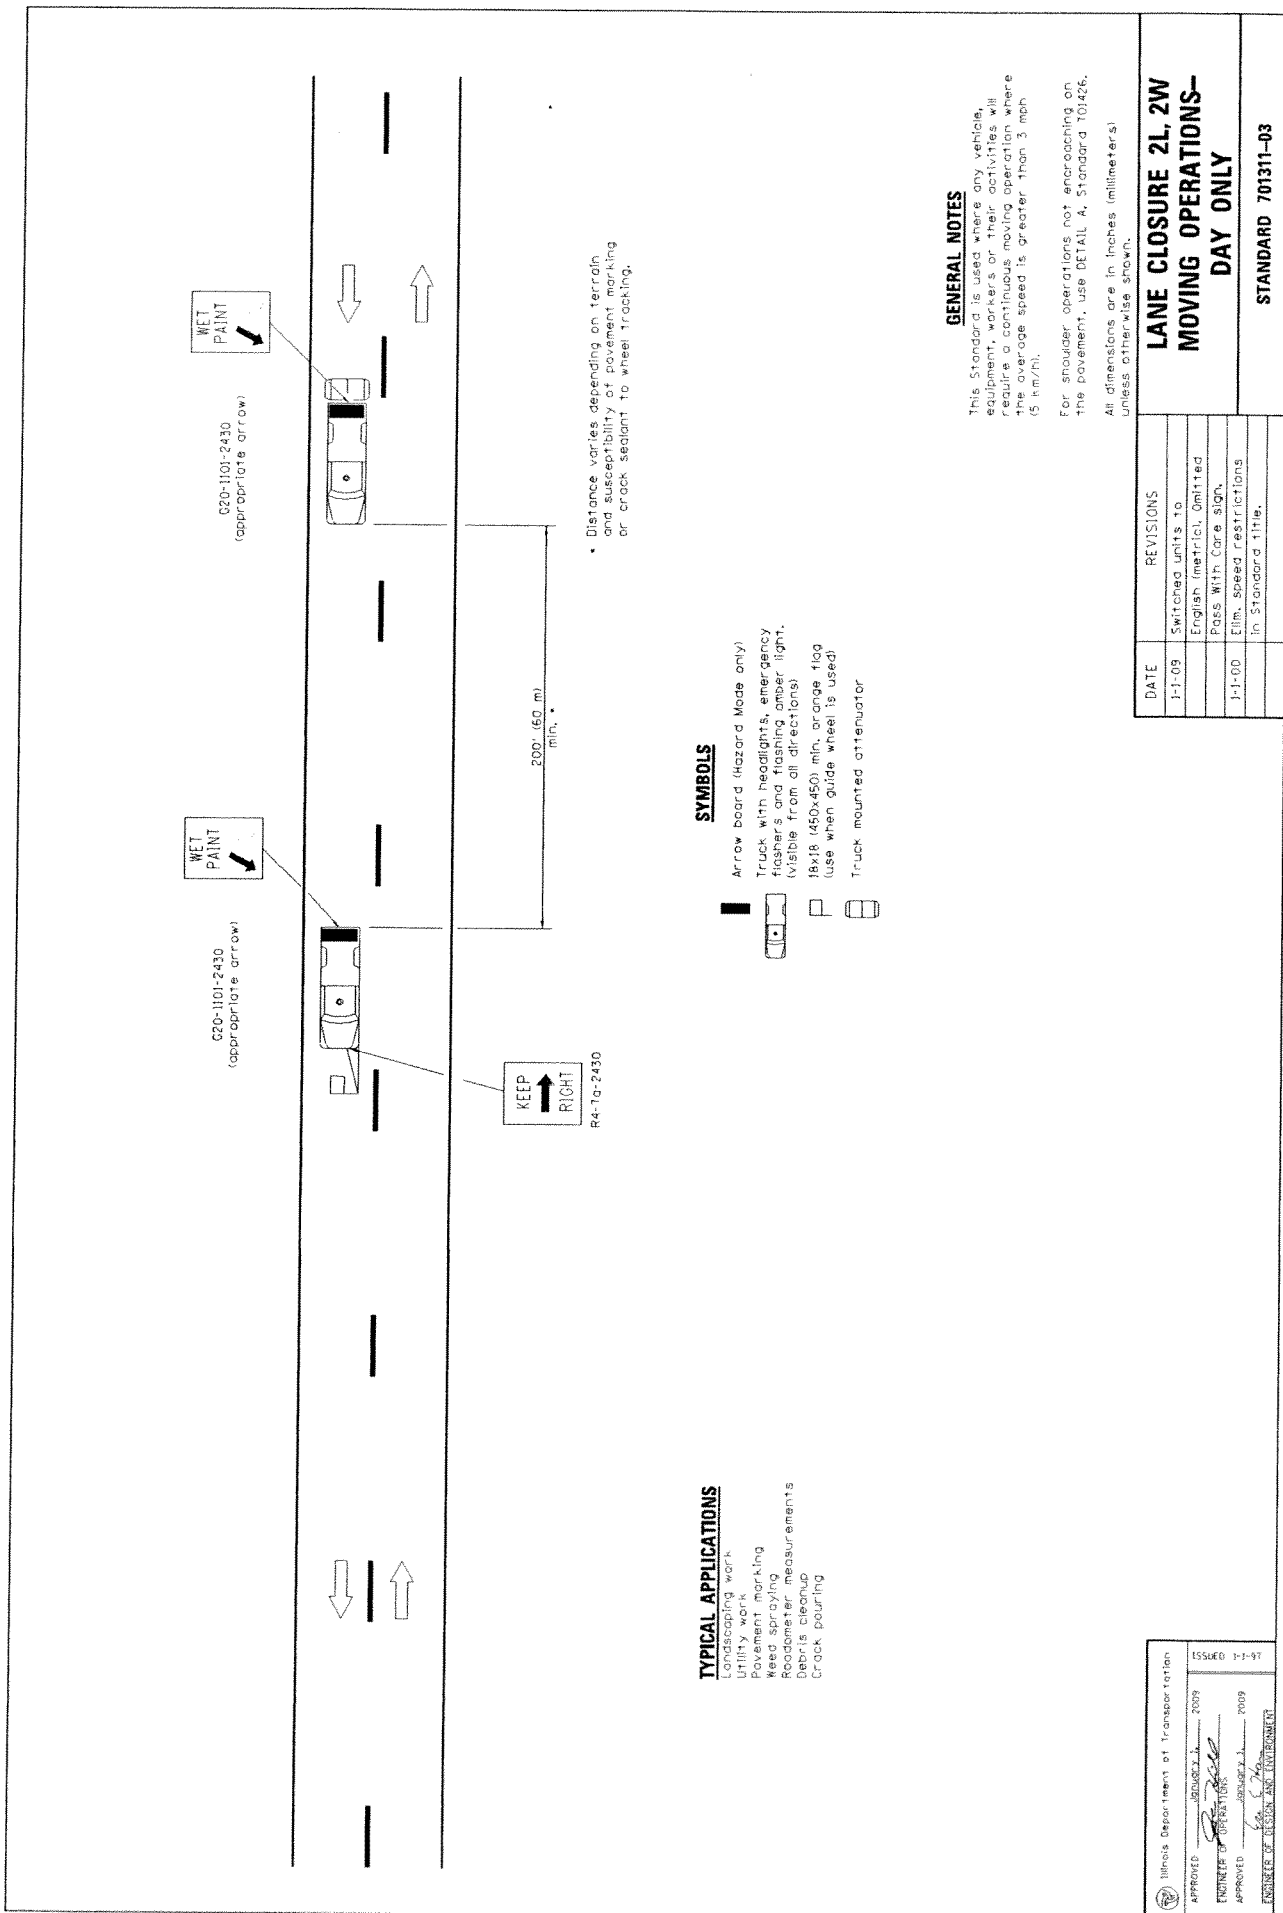 G20-1101-2430
(appropriate arrow)
WET
PAINT
G20-1101-2430
(appropriate arrow)
WET
PAINT
KEEP
RIGHT
R4-7a-2430
200' (60 m)
min. *
* Distance varies depending on terrain
and susceptibility of pavement marking
or crack sealant to wheel tracking.
TYPICAL APPLICATIONS
Landscaping work
Utility work
Pavement marking
Weed spraying
Roadometer measurements
Debris cleanup
Crack pouring
SYMBOLS
Arrow board (Hazard Mode only)
Truck with headlights, emergency
flashers and flashing amber light.
(visible from all directions)
18x18 (450x450) min. orange flag
(use when guide wheel is used)
Truck mounted attenuator
GENERAL NOTES
This Standard is used where any vehicle,
equipment, workers or their activities will
require a continuous moving operation where
the average speed is greater than 3 mph
(5 km/h).
For shoulder operations not encroaching on
the pavement, use DETAIL A, Standard 701426.
All dimensions are in inches (millimeters)
unless otherwise shown.
Illinois Department of Transportation
APPROVED January 1, 2009
ENGINEER OF OPERATIONS
APPROVED January 1, 2009
ENGINEER OF DESIGN AND ENVIRONMENT
ISSUED 1-1-97
DATE REVISIONS
1-1-09 Switched units to
English (metric). Omitted
Pass With Care sign.
1-1-00 Elim. speed restrictions
in Standard title.
LANE CLOSURE 2L, 2W
MOVING OPERATIONS–
DAY ONLY
STANDARD 701311–03